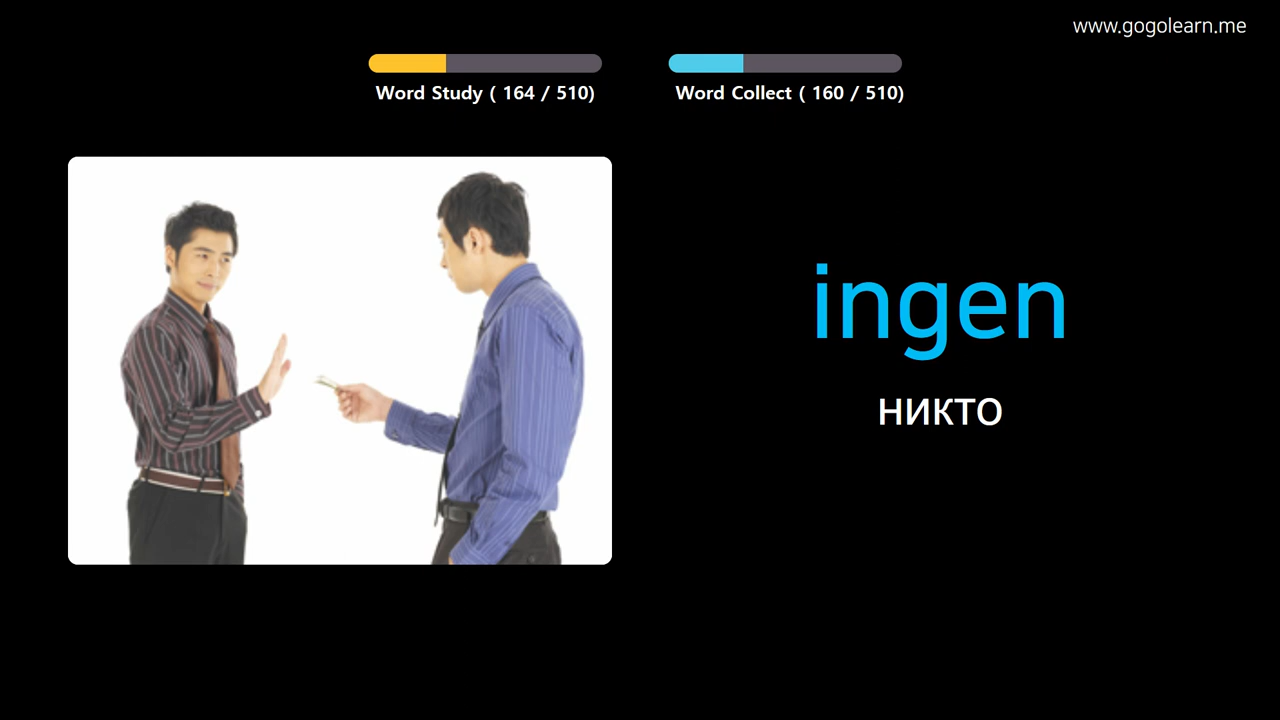 www.gogolearn.me
Word Study ( 164 / 510)
Word Collect ( 160 / 510)
ingen
никто